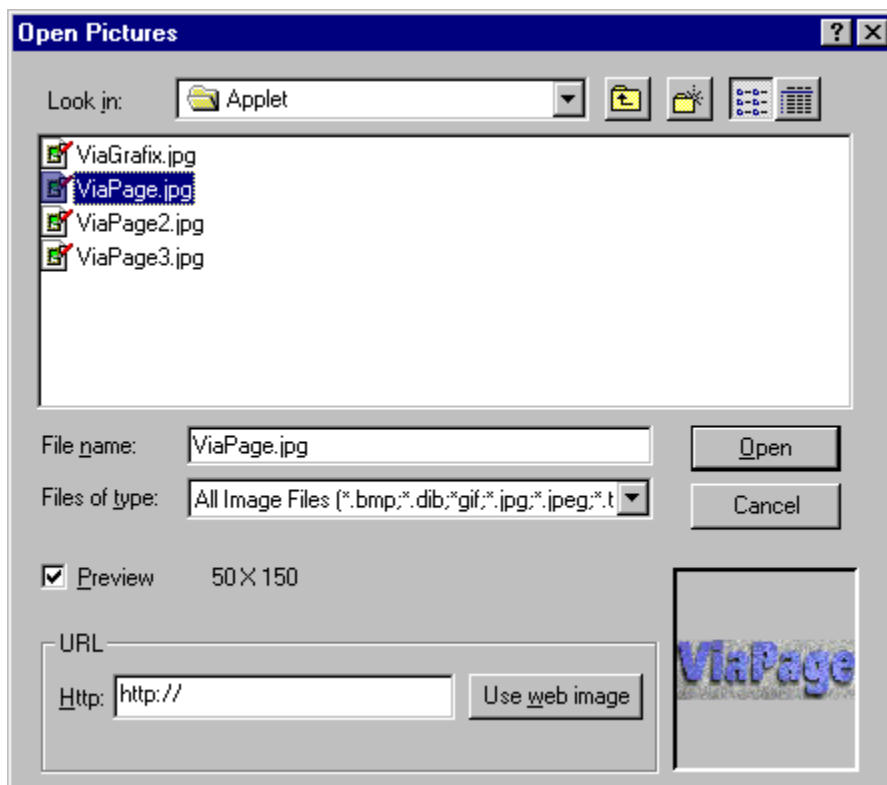 Open Pictures
Look in: Applet
ViaGrafix.jpg
ViaPage.jpg
ViaPage2.jpg
ViaPage3.jpg
File name: ViaPage.jpg Open
Files of type: All Image Files (*.bmp;*.dib;*gif;*.jpg;*.jpeg;*.t Cancel
Preview 50 X 150
URL
Http: http:// Use web image
ViaPage